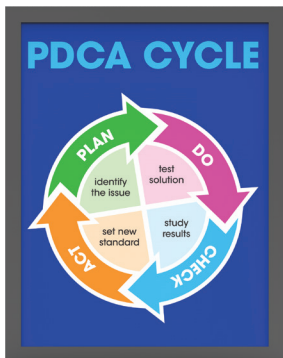 PDCA CYCLE
PLAN
DO
CHECK
ACT
identify
the issue
test
solution
study
results
set new
standard